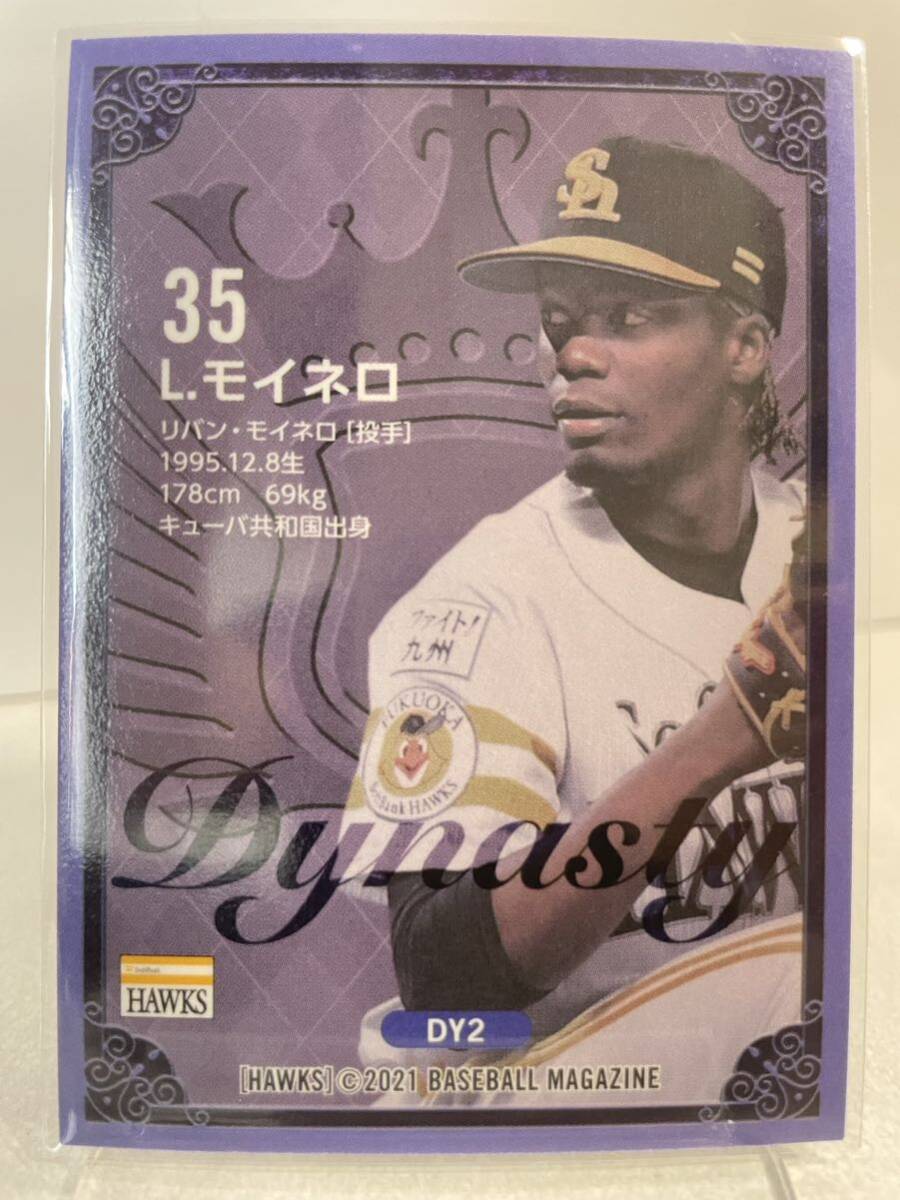 SH
35
L.モイネロ
リバン・モイネロ [投手]
1995.12.8生
178cm 69kg
キューバ共和国出身
ファイト!
九州
FUKUOKA
SoftBank HAWKS
Dynasty
SoftBank
HAWKS
DY2
[HAWKS]©2021 BASEBALL MAGAZINE